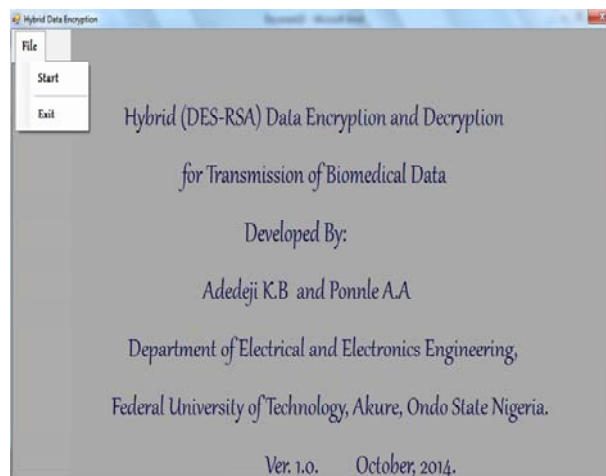 Hybrid Data Encryption
File
Start
Exit
Hybrid (DES-RSA) Data Encryption and Decryption
for Transmission of Biomedical Data
Developed By:
Adedeji K.B and Ponnle A.A
Department of Electrical and Electronics Engineering,
Federal University of Technology, Akure, Ondo State Nigeria.
Ver. 1.0. October, 2014.